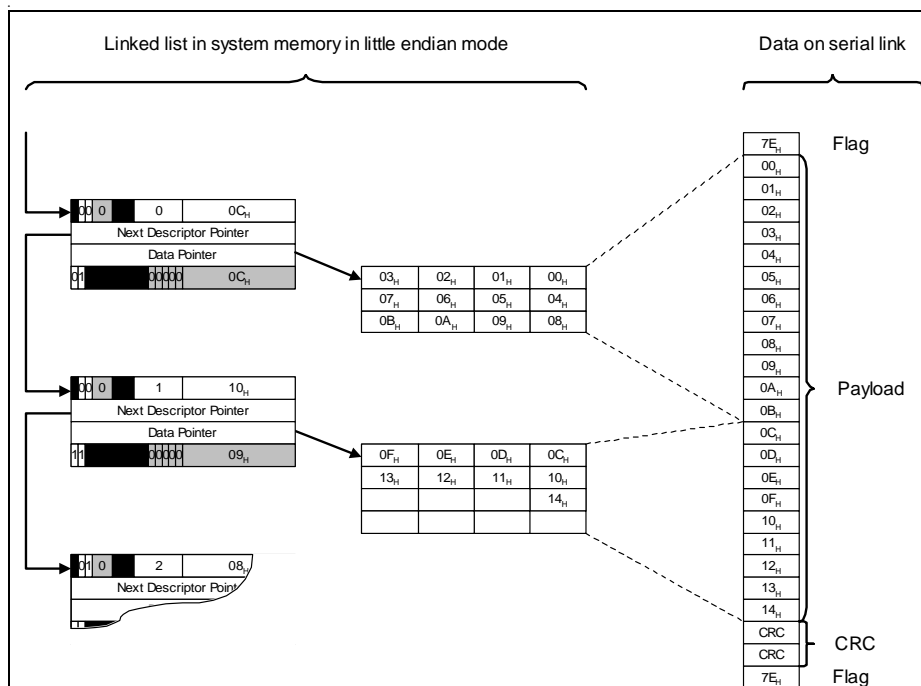 Linked list in system memory in little endian mode
Data on serial link
7EH Flag
00H
01H
02H
03H
04H
05H
06H
07H
08H
09H
0AH
0BH
0CH
0DH
0EH
0FH
10H
11H
12H
13H
14H
Payload
CRC
CRC
CRC
7EH Flag
00 0 0 0CH
Next Descriptor Pointer
Data Pointer
01 00000 0CH
03H 02H 01H 00H
07H 06H 05H 04H
0BH 0AH 09H 08H
00 0 1 10H
Next Descriptor Pointer
Data Pointer
11 00000 09H
0FH 0EH 0DH 0CH
13H 12H 11H 10H
14H
01 0 2 08H
Next Descriptor Point